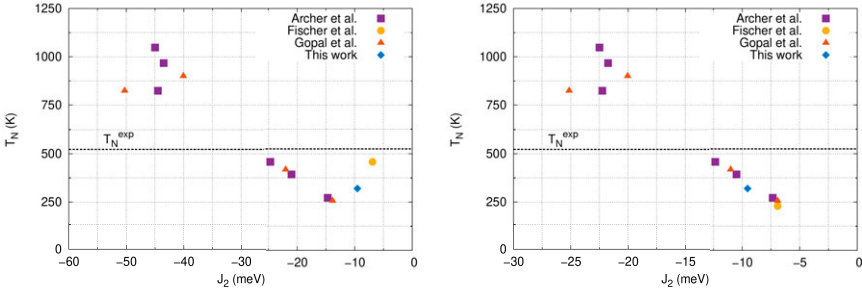 1250
1000
750
500
250
0
T_N (K)
−60
−50
−40
−30
−20
−10
0
J_2 (meV)
T_N^exp
Archer et al.
Fischer et al.
Gopal et al.
This work
1250
1000
750
500
250
0
T_N (K)
−30
−25
−20
−15
−10
−5
0
J_2 (meV)
T_N^exp
Archer et al.
Fischer et al.
Gopal et al.
This work